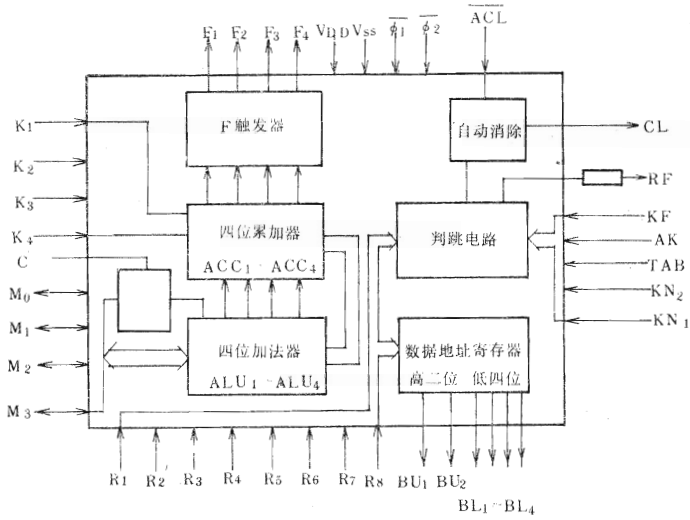 F1 F2 F3 F4 VDD Vss φ1 φ2 ACL
K1
K2
K3
K4
C
M0
M1
M2
M3
F 触发器
自动消除
CL
RF
四位累加器
ACC1-ACC4
判跳电路
KF
AK
TAB
KN2
KN1
四位加法器
ALU1-ALU4
数据地址寄存器
高二位 低四位
R1 R2 R3 R4 R5 R6 R7 R8 BU1 BU2
BL1-BL4